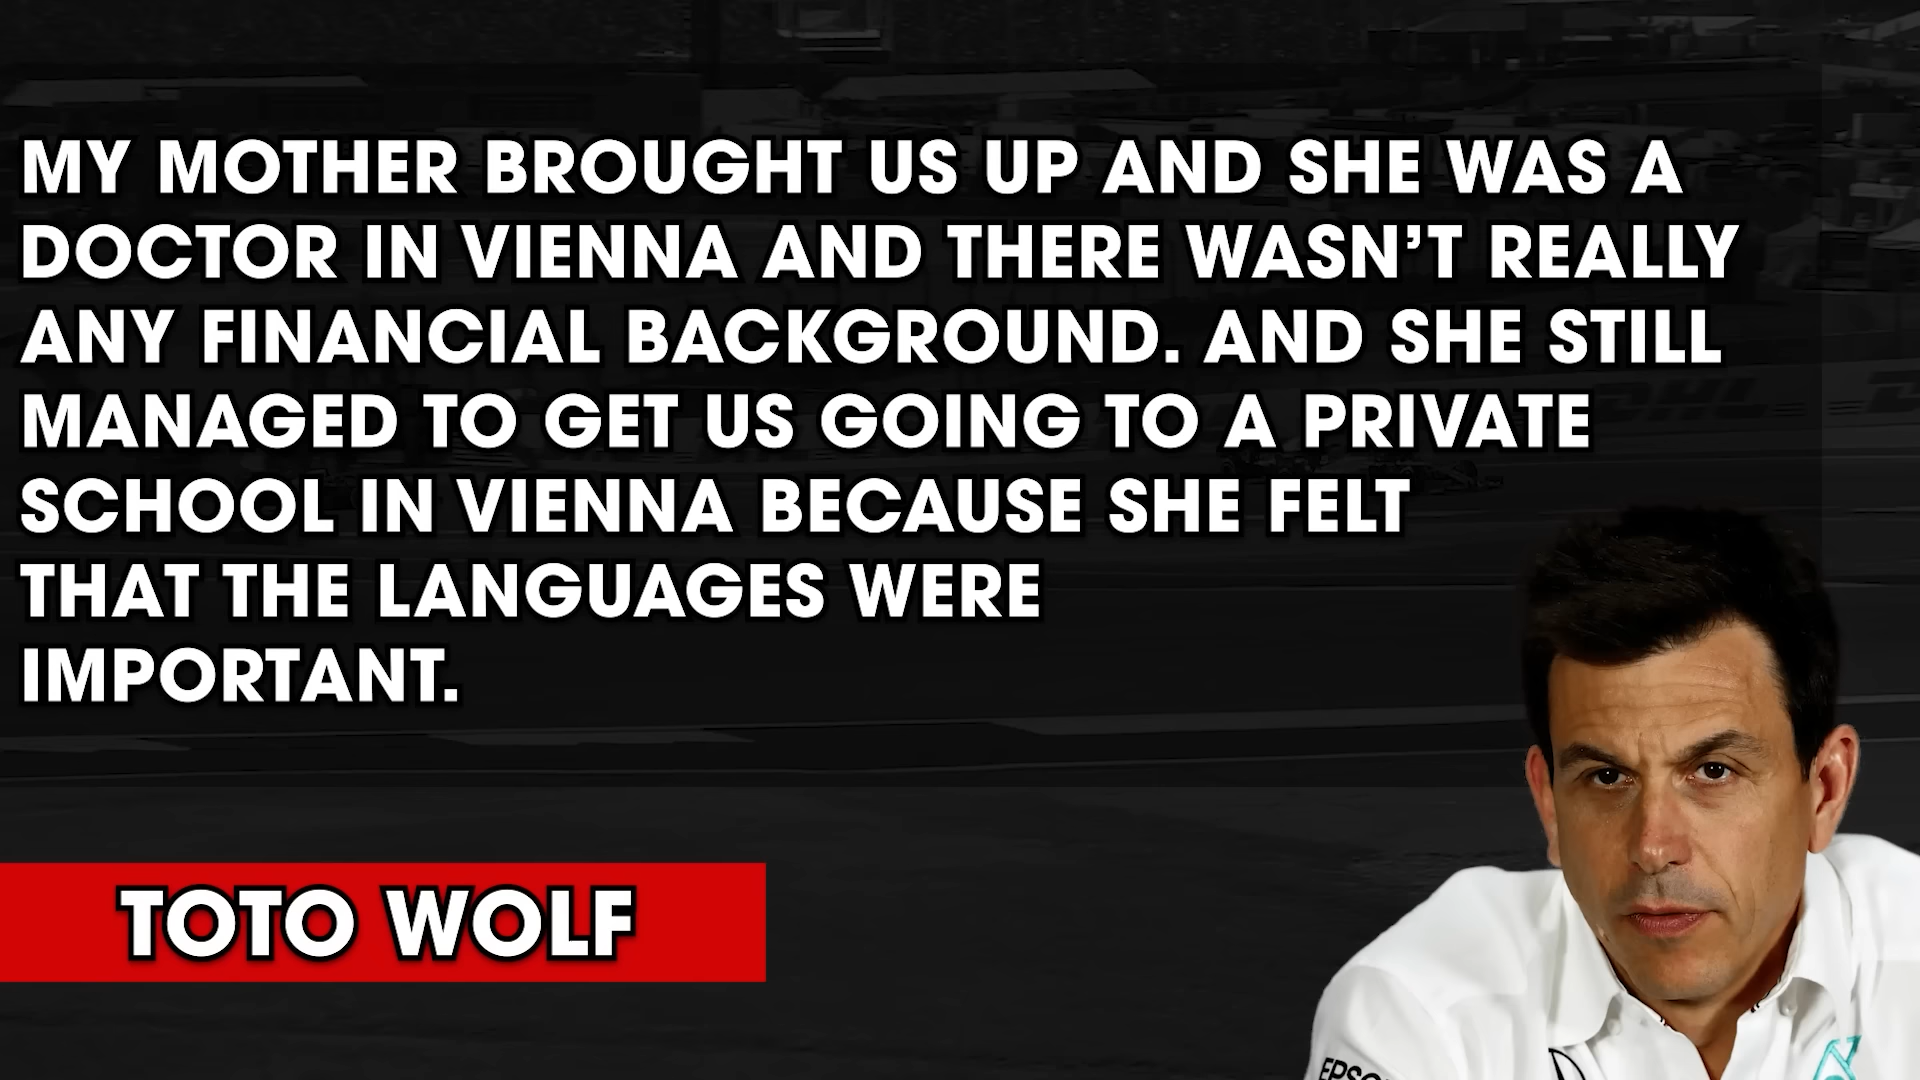 MY MOTHER BROUGHT US UP AND SHE WAS A
DOCTOR IN VIENNA AND THERE WASN’T REALLY
ANY FINANCIAL BACKGROUND. AND SHE STILL
MANAGED TO GET US GOING TO A PRIVATE
SCHOOL IN VIENNA BECAUSE SHE FELT
THAT THE LANGUAGES WERE
IMPORTANT.
TOTO WOLF